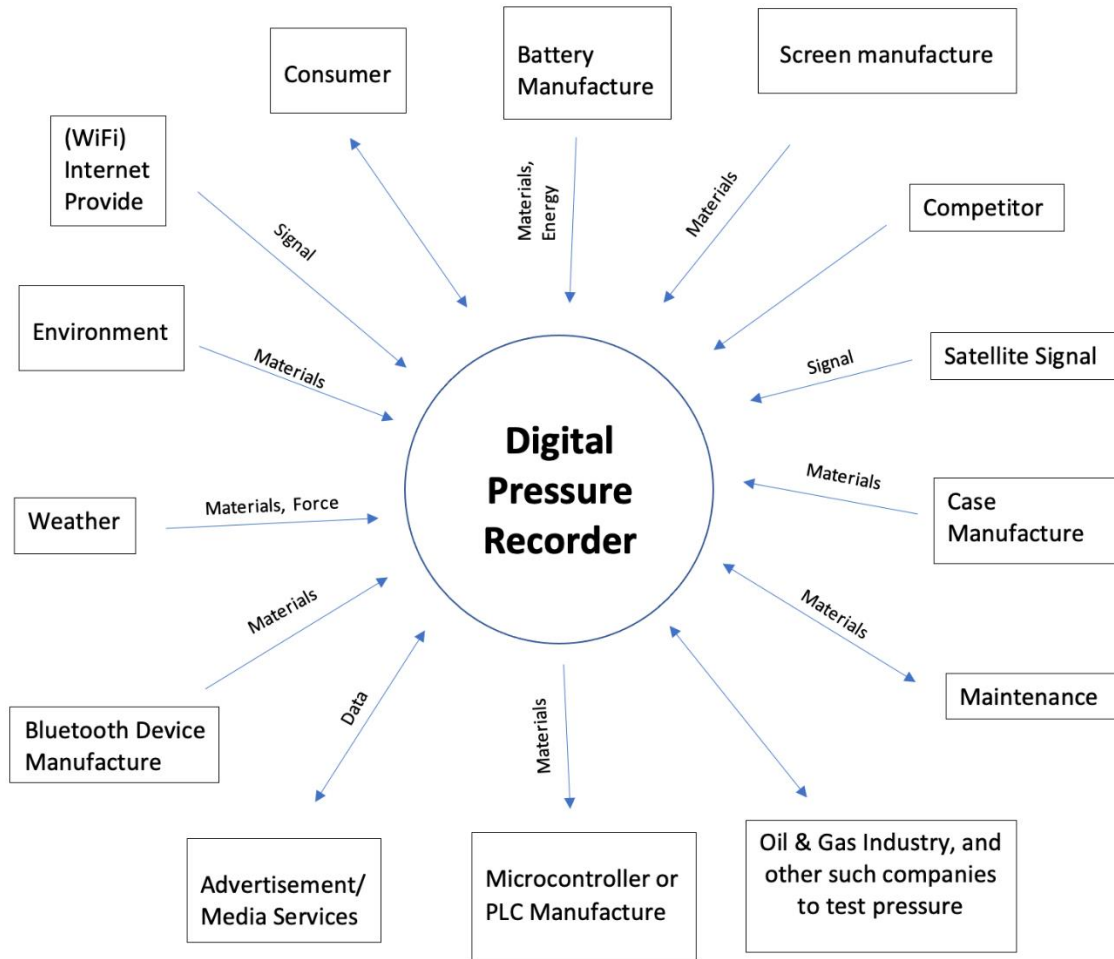 Consumer
Battery
Manufacture
Screen manufacture
(WiFi)
Internet
Provide
Signal
Materials,
Energy
Materials
Competitor
Environment
Materials
Signal
Satellite Signal
Digital
Pressure
Recorder
Weather
Materials, Force
Materials
Case
Manufacture
Materials
Materials
Maintenance
Bluetooth Device
Manufacture
Data
Materials
Advertisement/
Media Services
Microcontroller or
PLC Manufacture
Oil & Gas Industry, and
other such companies
to test pressure